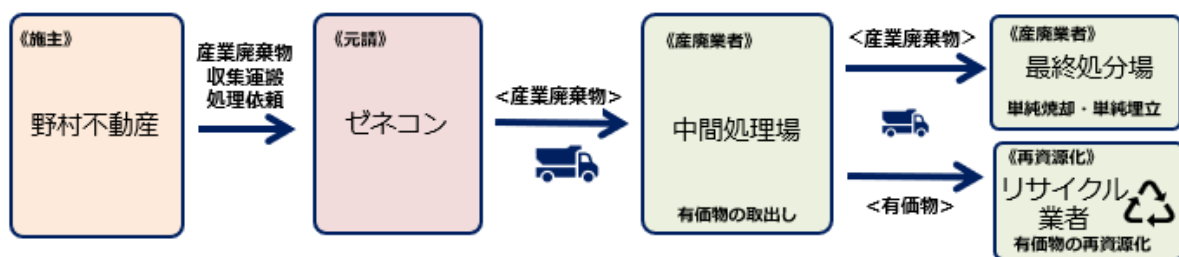 《施主》
野村不動産
産業廃棄物
収集運搬
処理依頼
《元請》
ゼネコン
<産業廃棄物>
《産廃業者》
中間処理場
有価物の取出し
<産業廃棄物>
<有価物>
《産廃業者》
最終処分場
単純焼却・単純埋立
《再資源化》
リサイクル
業者
有価物の再資源化